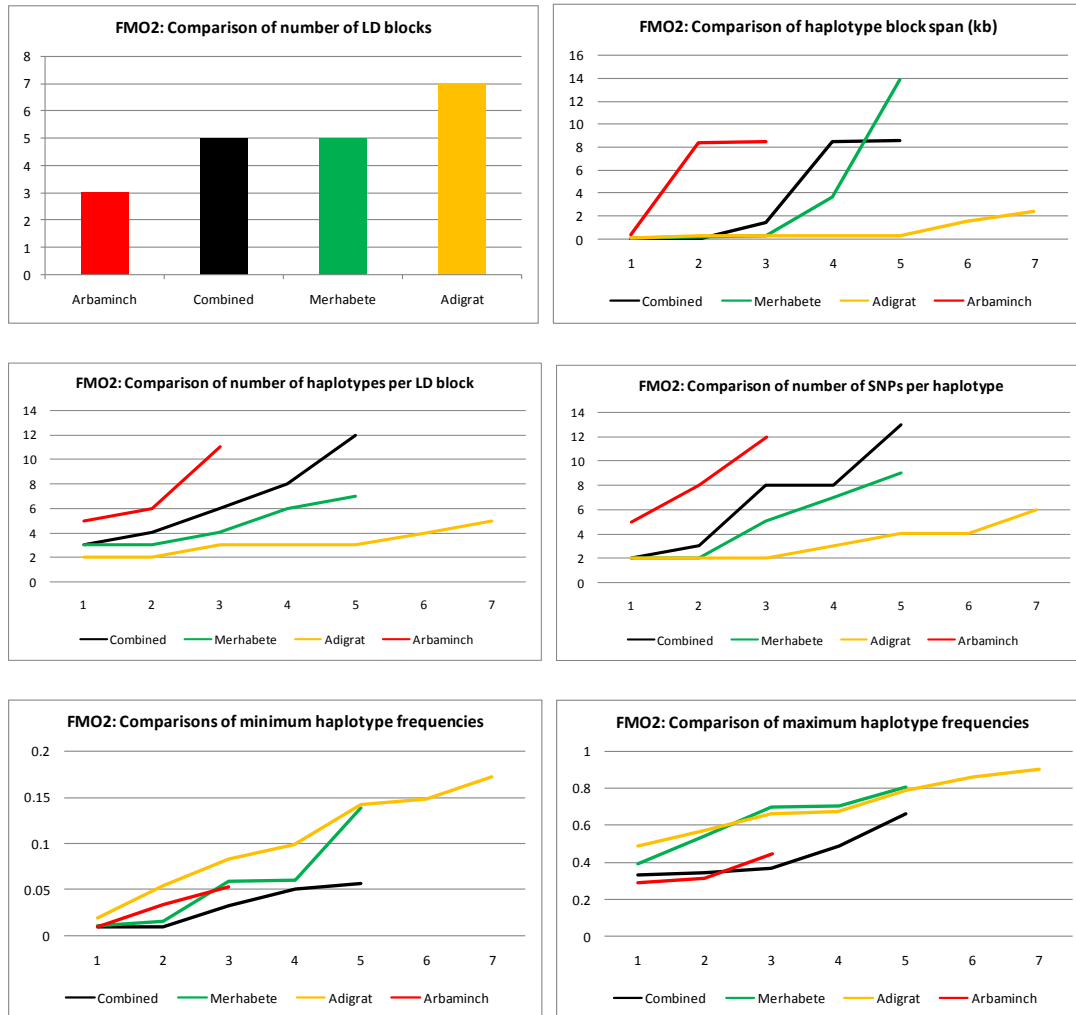 FMO2: Comparison of number of LD blocks
8
7
6
5
4
3
2
1
0
Arbaminch Combined Merhabete Adigrat
FMO2: Comparison of haplotype block span (kb)
16
14
12
10
8
6
4
2
0
1 2 3 4 5 6 7
Combined Merhabete Adigrat Arbaminch
FMO2: Comparison of number of haplotypes per LD block
14
12
10
8
6
4
2
0
1 2 3 4 5 6 7
Combined Merhabete Adigrat Arbaminch
FMO2: Comparison of number of SNPs per haplotype
14
12
10
8
6
4
2
0
1 2 3 4 5 6 7
Combined Merhabete Adigrat Arbaminch
FMO2: Comparisons of minimum haplotype frequencies
0.2
0.15
0.1
0.05
0
1 2 3 4 5 6 7
Combined Merhabete Adigrat Arbaminch
FMO2: Comparison of maximum haplotype frequencies
1
0.8
0.6
0.4
0.2
0
1 2 3 4 5 6 7
Combined Merhabete Adigrat Arbaminch